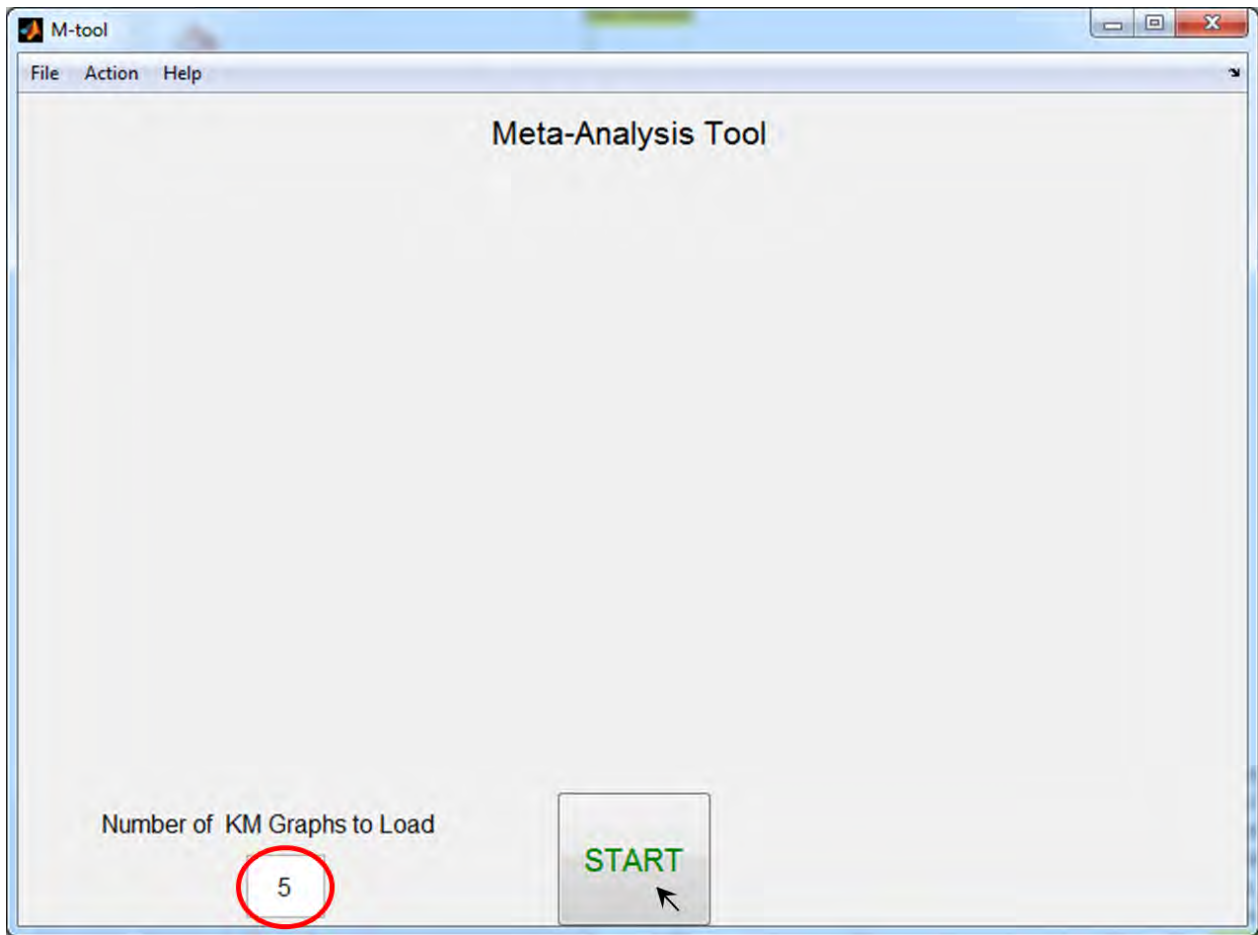 M-tool
File Action Help
Meta-Analysis Tool
Number of KM Graphs to Load
5
START